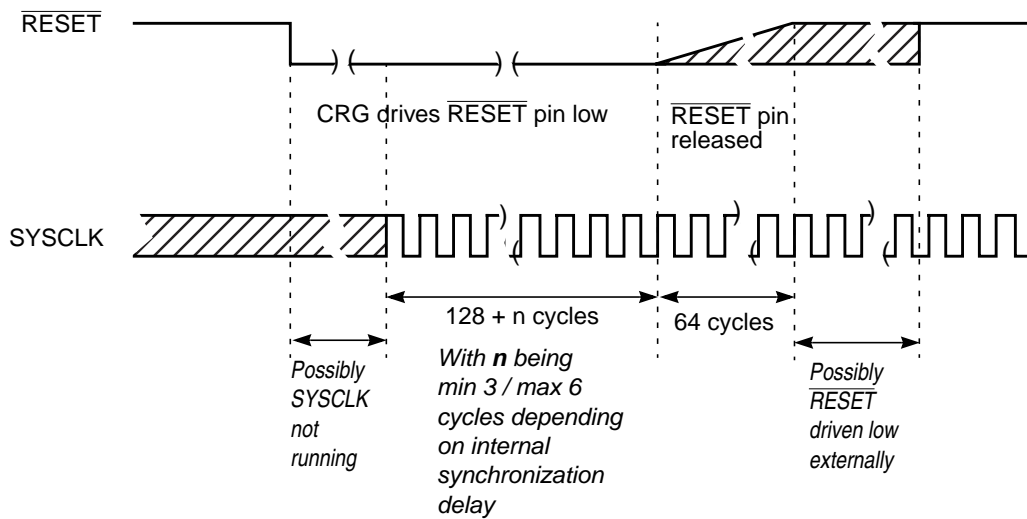 RESET
CRG drives RESET pin low
RESET pin
released
SYSCLK
128 + n cycles
64 cycles
Possibly
SYSCLK
not
running
With n being
min 3 / max 6
cycles depending
on internal
synchronization
delay
Possibly
RESET
driven low
externally